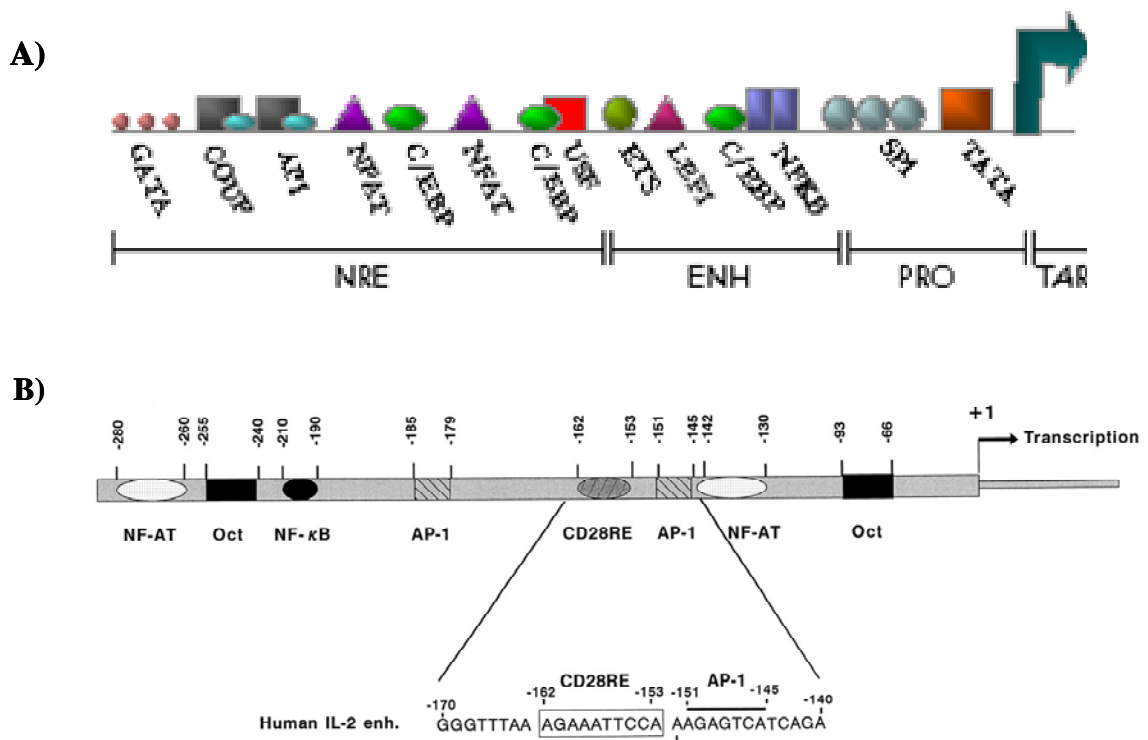 A)
GATA COUP AP1 NFAT C/EBP NFAT C/EBP USF ETS LEF1 C/EBP NFKB SP1 TATA
NRE ENH PRO TAR
B)
-280 -260 -255 -240 -210 -190 -185 -179 -162 -153 -151 -145 -142 -130 -93 -66 +1
Transcription
NF-AT Oct NF-κB AP-1 CD28RE AP-1 NF-AT Oct
CD28RE AP-1
-170 -162 -153 -151 -145 -140
Human IL-2 enh. GGGTTTAA AGAAATTCCA AAGAGTCATCAGA